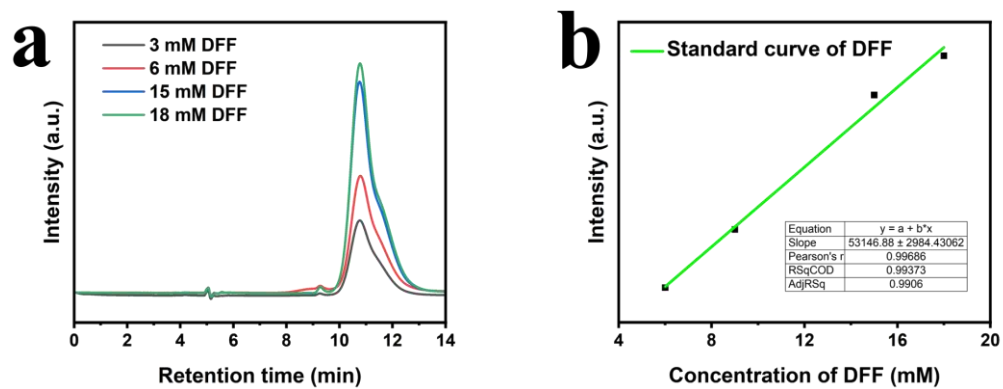 a
3 mM DFF
6 mM DFF
15 mM DFF
18 mM DFF
Intensity (a.u.)
0 2 4 6 8 10 12 14
Retention time (min)
b
Standard curve of DFF
Intensity (a.u.)
Equation y = a + b*x
Slope 53146.88 ± 2984.43062
Pearson's r 0.99686
RSqCOD 0.99373
AdjRSq 0.9906
4 8 12 16 20
Concentration of DFF (mM)